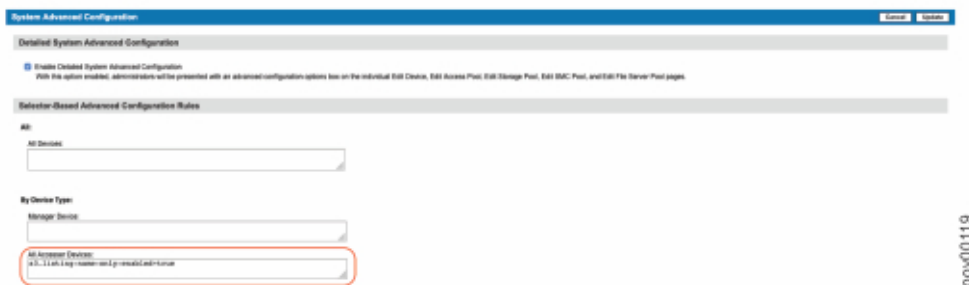 System Advanced Configuration
Cancel Update
Detailed System Advanced Configuration
Enable Detailed System Advanced Configuration
With this option enabled, administrators will be presented with an advanced configuration options box on the individual Edit Device, Edit Access Pool, Edit Storage Pool, Edit SMC Pool, and Edit File Server Pool pages.
Selector-Based Advanced Configuration Rules
All:
All Devices:
By Device Type:
Manager Device:
All Accesser Devices:
s3.listing-name-only-enabled=true